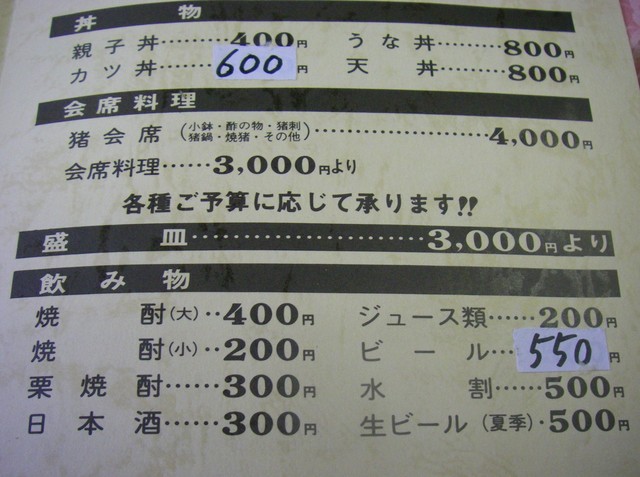 丼物
親子丼········400円 うな丼········800円
カツ丼·····600 天丼········800円
会席料理
猪会席(小鉢・酢の物・猪刺
猪鍋・焼猪・その他)················4,000円
会席料理······3,000円より
各種ご予算に応じて承ります!!
盛皿························3,000円より
飲み物
焼酎(大)··400円 ジュース類······200円
焼酎(小)··200円 ビール···550
栗焼酎······300円 水割······500円
日本酒······300円 生ビール(夏季)·500円